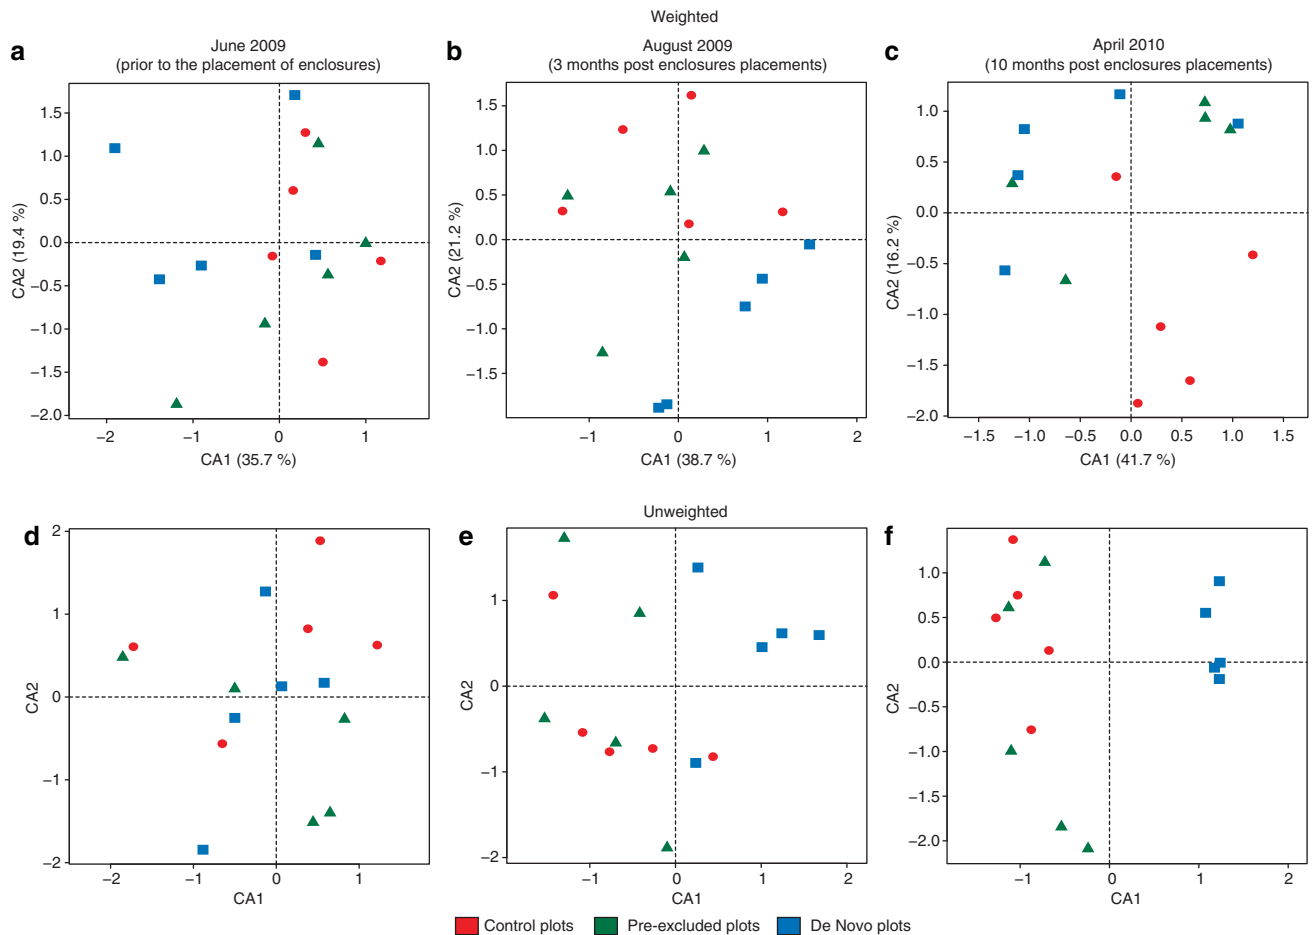 Weighted
a
June 2009
(prior to the placement of enclosures)
1.5
1.0
0.5
0.0
−0.5
−1.0
−1.5
−2.0
CA2 (19.4 %)
−2
−1
0
1
CA1 (35.7 %)
b
August 2009
(3 months post enclosures placements)
1.5
1.0
0.5
0.0
−0.5
−1.0
−1.5
CA2 (21.2 %)
−1
0
1
2
CA1 (38.7 %)
c
April 2010
(10 months post enclosures placements)
1.0
0.5
0.0
−0.5
−1.0
−1.5
−2.0
CA2 (16.2 %)
−1.5
−1.0
−0.5
0.0
0.5
1.0
1.5
CA1 (41.7 %)
Unweighted
d
2
1
0
−1
−2
CA2
−2
−1
0
1
CA1
e
1
0
−1
−2
CA2
−1
0
1
2
CA1
f
1.0
0.5
0.0
−0.5
−1.0
−1.5
−2.0
CA2
−1
0
1
2
CA1
Control plots
Pre-excluded plots
De Novo plots